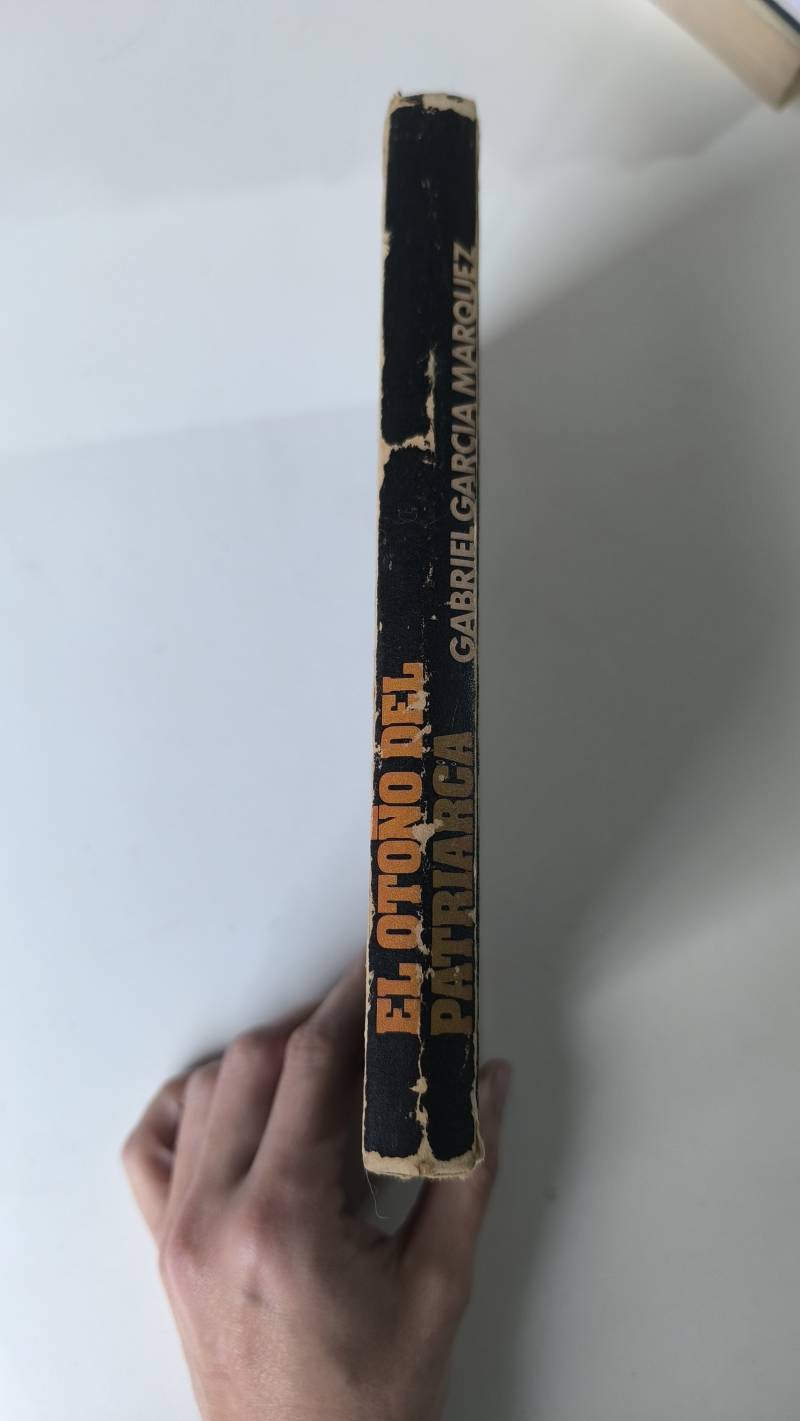 EL OTOÑO DEL
PATRIARCA
GABRIEL GARCIA MARQUEZ